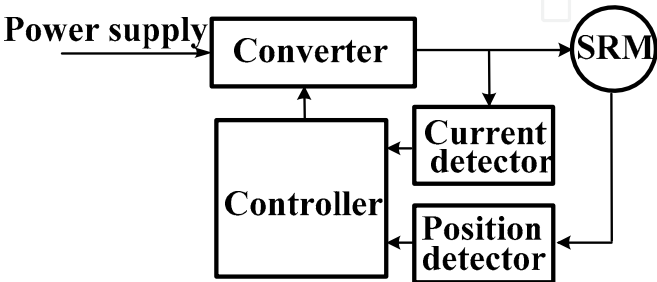 Power supply
Converter
SRM
Current
detector
Controller
Position
detector